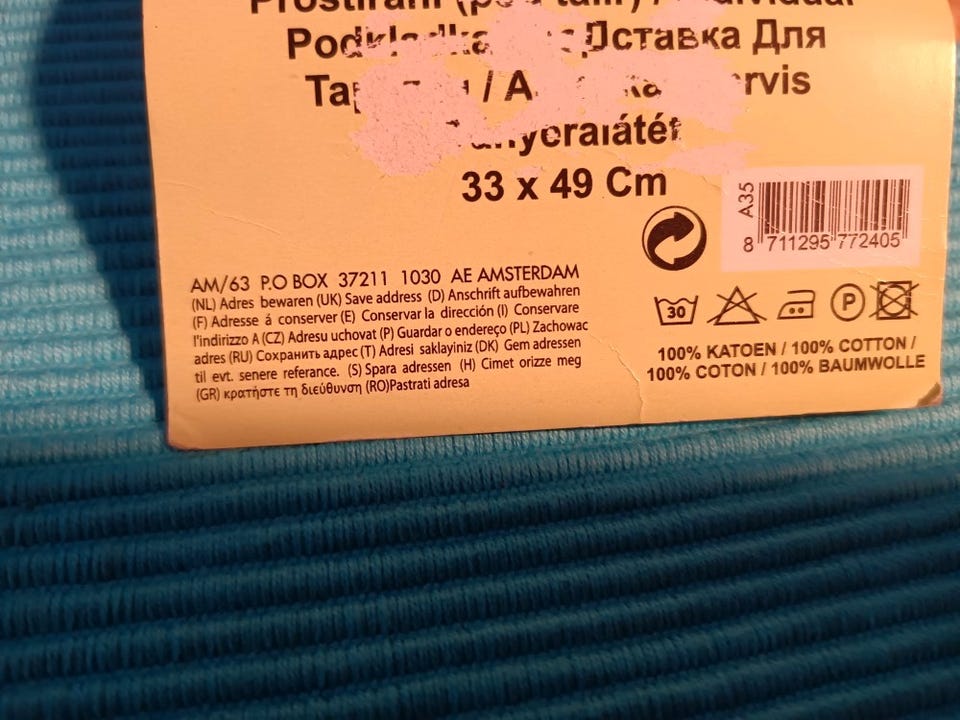 33 x 49 Cm
A35
8 711295 772405
AM/63 P.O BOX 37211 1030 AE AMSTERDAM
(NL) Adres bewaren (UK) Save address (D) Anschrift aufbewahren
(F) Adresse á conserver (E) Conservar la dirección (I) Conservare
l'indirizzo A (CZ) Adresu uchovat (P) Guardar o endereço (PL) Zachowac
adres (RU) Сохранить адрес (T) Adresi saklayiniz (DK) Gem adressen
til evt. senere referance. (S) Spara adressen (H) Cimet orizze meg
(GR) κρατήστε τη διεύθυνση (RO)Pastrati adresa
30
P
100% KATOEN / 100% COTTON /
100% COTON / 100% BAUMWOLLE